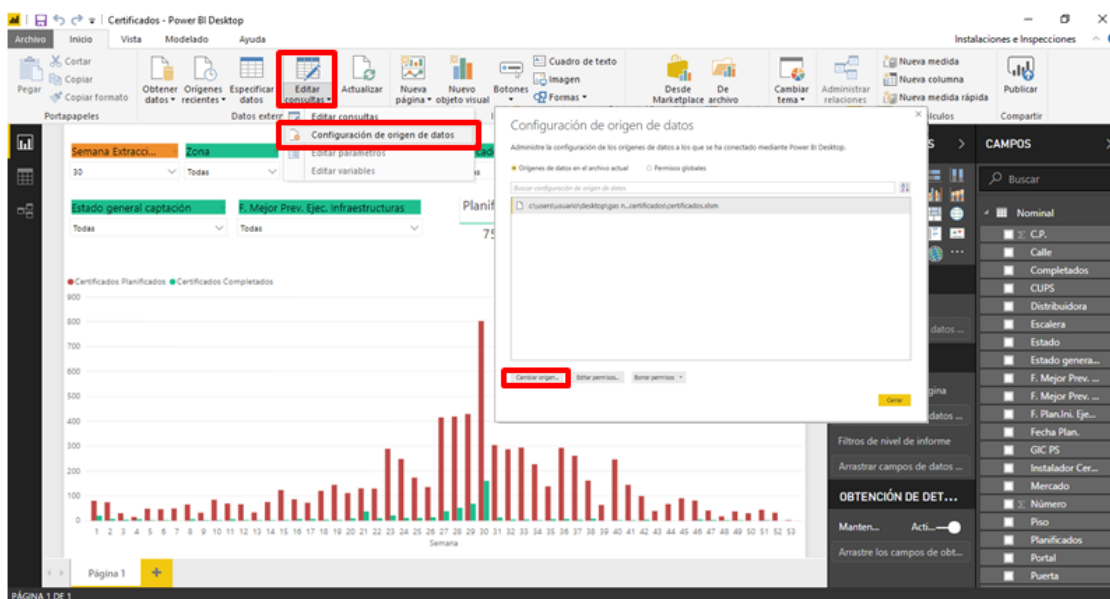 Certificados - Power BI Desktop
Archivo Inicio Vista Modelado Ayuda
Instalaciones e Inspecciones
Pegar
Cortar
Copiar
Copiar formato
Portapapeles
Obtener datos
Orígenes recientes
Especificar datos
Datos extern
Editar consultas
Actualizar
Nueva página
Nuevo objeto visual
Botones
Cuadro de texto
Imagen
Formas
Desde Marketplace
De archivo
Cambiar tema
Administrar relaciones
Nueva medida
Nueva columna
Nueva medida rápida
Publicar
Compartir
Editar consultas
Configuración de origen de datos
Editar parámetros
Editar variables
Semana Extracci...
30
Zona
Todas
Estado general captación
Todas
F. Mejor Prev. Ejec. Infraestructuras
Todas
Planif
75
Certificados Planificados Certificados Completados
900
800
700
600
500
400
300
200
100
0
1 2 3 4 5 6 7 8 9 10 11 12 13 14 15 16 17 18 19 20 21 22 23 24 25 26 27 28 29 30 31 32 33 34 35 36 37 38 39 40 41 42 43 44 45 46 47 48 49 50 51 52 53
Semana
Configuración de origen de datos
Administre la configuración de los orígenes de datos a los que se ha conectado mediante Power BI Desktop.
Orígenes de datos en el archivo actual Permisos globales
Buscar configuración de origen de datos
c:\users\usuario\desktop\gas n...certificados\certificados.xlsm
Cambiar origen... Editar permisos... Borrar permisos
Cerrar
datos ...
gina
datos ...
Filtros de nivel de informe
Arrastrar campos de datos ...
OBTENCIÓN DE DET...
Manten... Acti...
Arrastre los campos de obt...
CAMPOS
Buscar
Nominal
C.P.
Calle
Completados
CUPS
Distribuidora
Escalera
Estado
Estado genera...
F. Mejor Prev. ...
F. Mejor Prev. ...
F. Plan.Ini. Eje...
Fecha Plan.
GIC PS
Instalador Cer...
Mercado
Número
Piso
Planificados
Portal
Puerta
Página 1
PÁGINA 1 DE 1